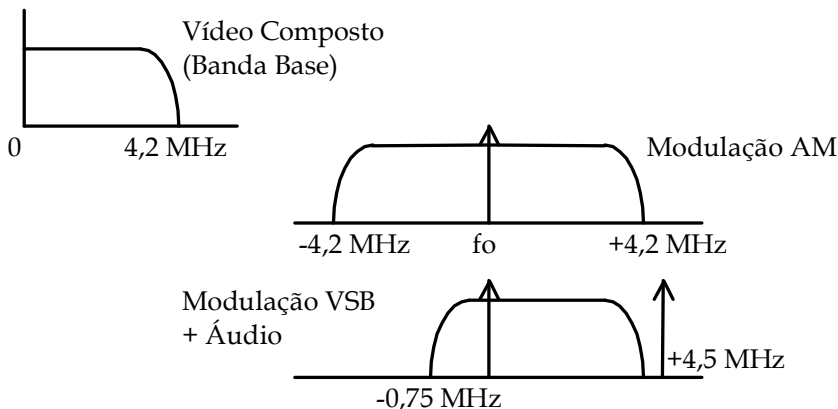 Vídeo Composto
(Banda Base)
0
4,2 MHz
Modulação AM
-4,2 MHz
fo
+4,2 MHz
Modulação VSB
+ Áudio
+4,5 MHz
-0,75 MHz